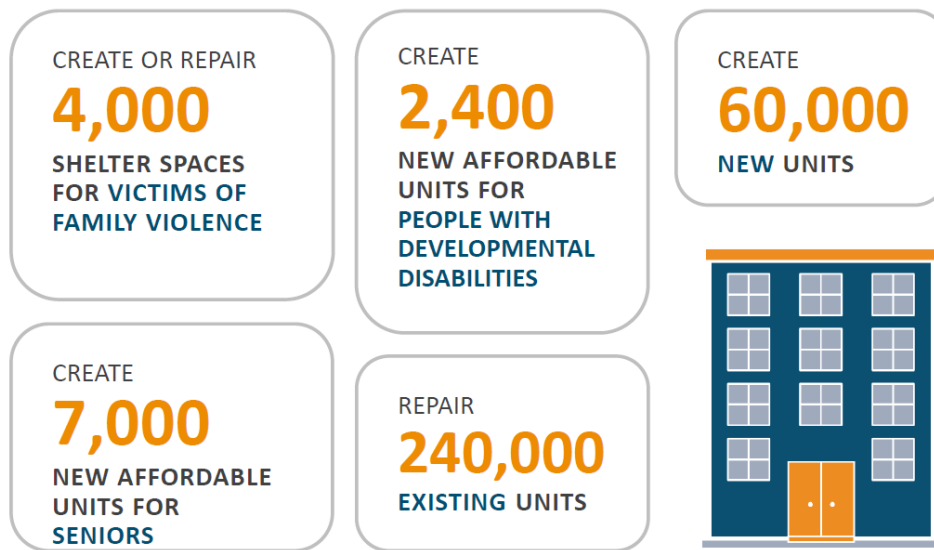 CREATE OR REPAIR
4,000
SHELTER SPACES
FOR VICTIMS OF
FAMILY VIOLENCE
CREATE
2,400
NEW AFFORDABLE
UNITS FOR
PEOPLE WITH
DEVELOPMENTAL
DISABILITIES
CREATE
60,000
NEW UNITS
CREATE
7,000
NEW AFFORDABLE
UNITS FOR
SENIORS
REPAIR
240,000
EXISTING UNITS